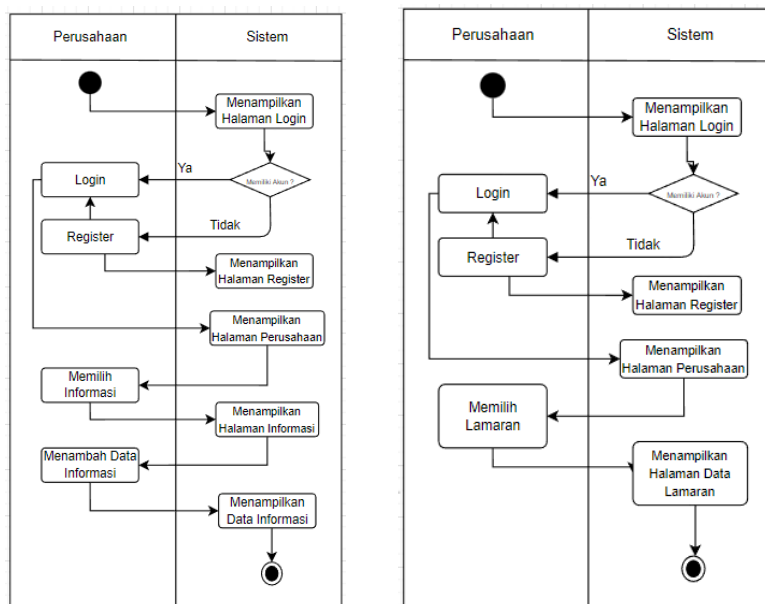 Perusahaan
Sistem
Menampilkan
Halaman Login
Memiliki Akun ?
Ya
Login
Tidak
Register
Menampilkan
Halaman Register
Menampilkan
Halaman Perusahaan
Memilih
Informasi
Menampilkan
Halaman Informasi
Menambah Data
Informasi
Menampilkan
Data Informasi
Perusahaan
Sistem
Menampilkan
Halaman Login
Memiliki Akun ?
Ya
Login
Tidak
Register
Menampilkan
Halaman Register
Menampilkan
Halaman Perusahaan
Memilih
Lamaran
Menampilkan
Halaman Data
Lamaran